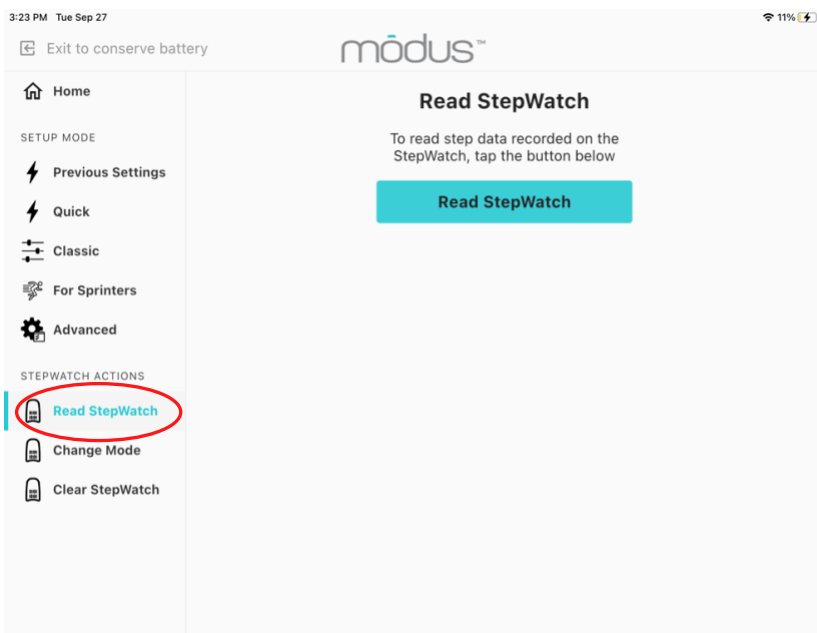 3:23 PM Tue Sep 27
11%
Exit to conserve battery
mōdus™
Home
SETUP MODE
Previous Settings
Quick
Classic
For Sprinters
Advanced
STEPWATCH ACTIONS
Read StepWatch
Change Mode
Clear StepWatch
Read StepWatch
To read step data recorded on the
StepWatch, tap the button below
Read StepWatch